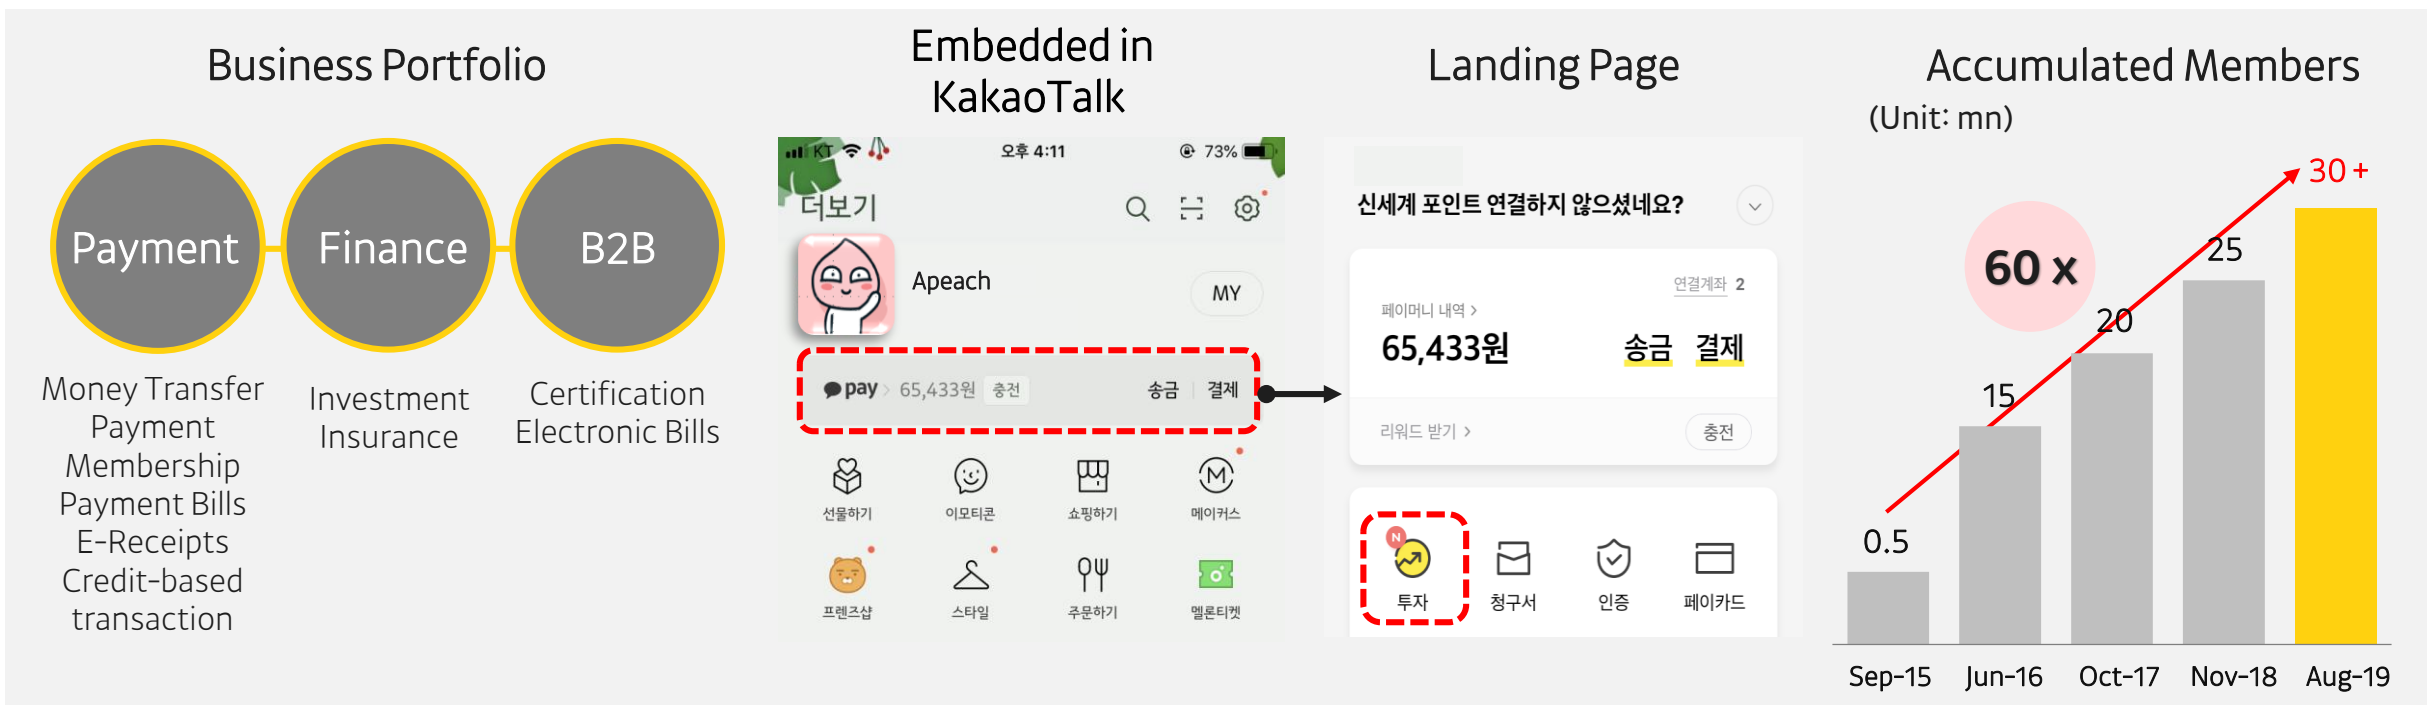 Business Portfolio
Payment
Finance
B2B
Money Transfer
Payment
Membership
Payment Bills
E-Receipts
Credit-based
transaction
Investment
Insurance
Certification
Electronic Bills
Embedded in
KakaoTalk
KT 오후 4:11 73%
더보기
Apeach
MY
pay > 65,433원 충전 송금 결제
선물하기 이모티콘 쇼핑하기 메이커스
프렌즈샵 스타일 주문하기 멜론티켓
Landing Page
신세계 포인트 연결하지 않으셨네요?
연결계좌 2
페이머니 내역 >
65,433원 송금 결제
리워드 받기 > 충전
N
투자 청구서 인증 페이카드
Accumulated Members
(Unit: mn)
30 +
60 x
25
20
15
0.5
Sep-15 Jun-16 Oct-17 Nov-18 Aug-19